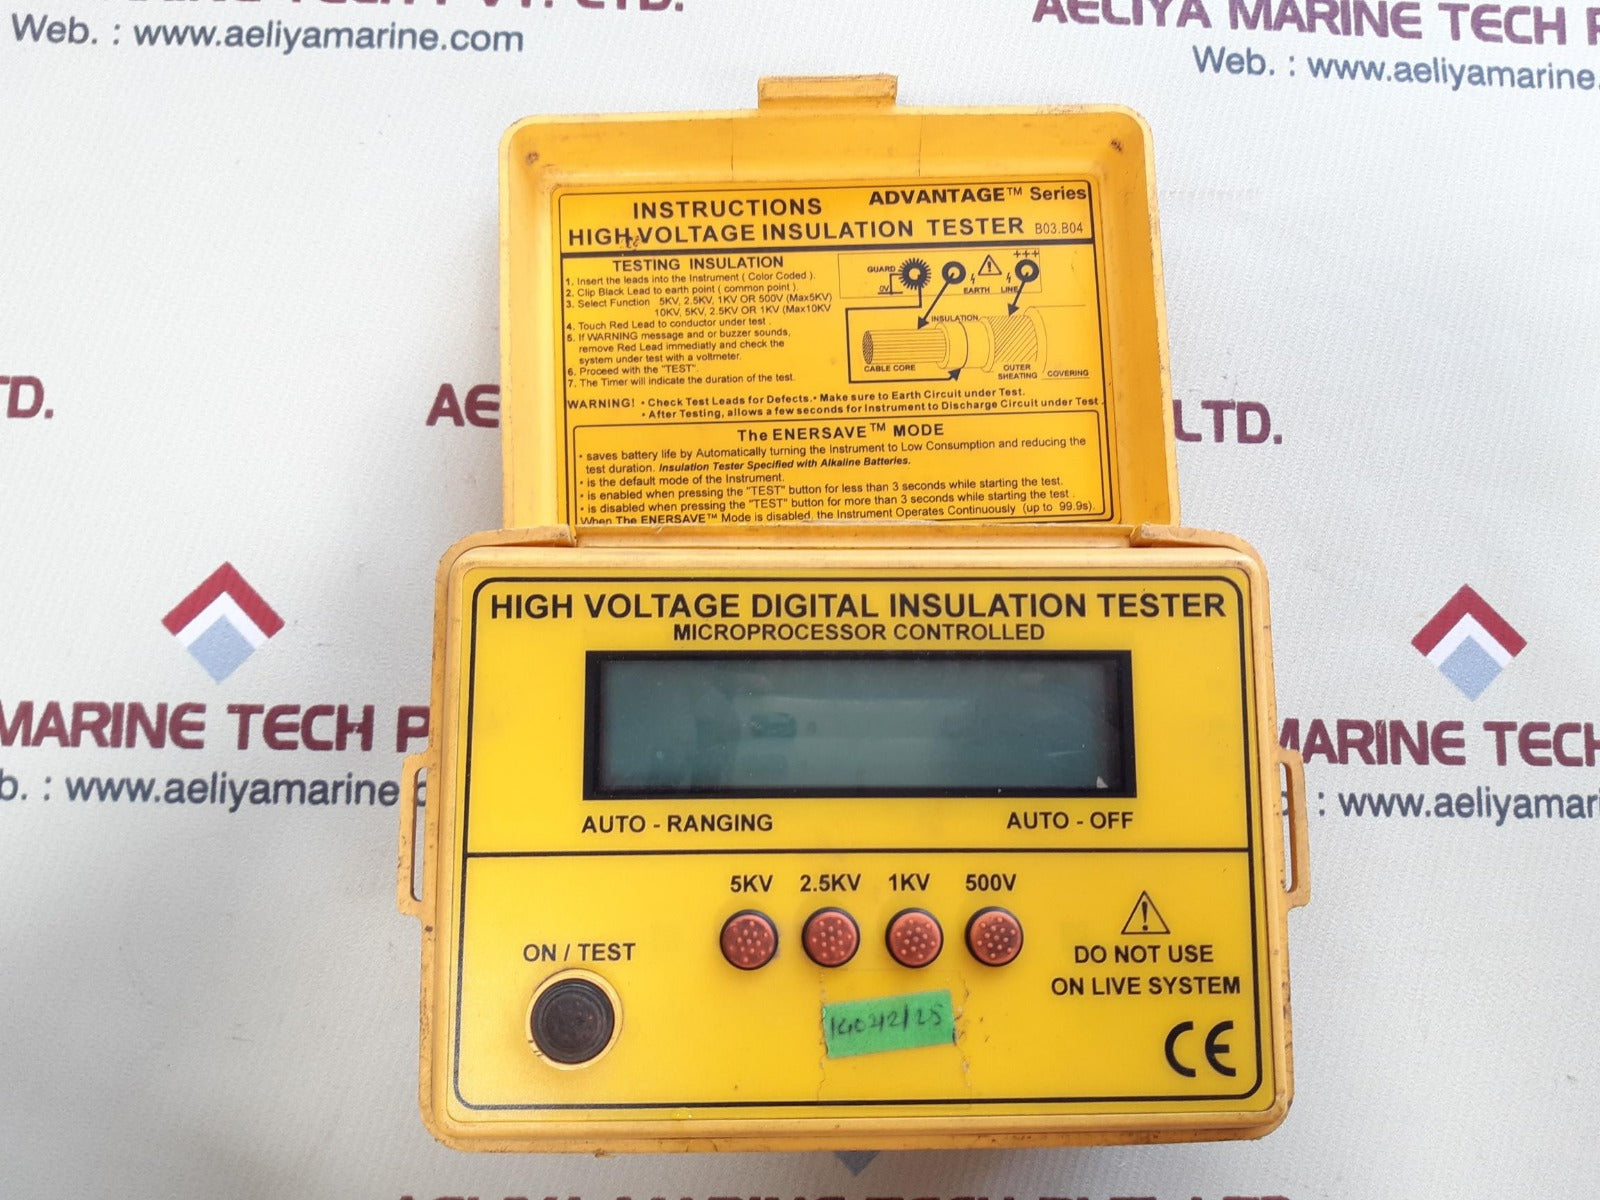 MARINE TECH PVT. LTD.
Web. : www.aeliyamarine.com
AELIYA MARINE TECH P
Web. : www.aeliyamarine.
TD.
AE
LTD.
MARINE TECH P
b. : www.aeliyamarine
MARINE TECH
: www.aeliyamari
INSTRUCTIONS
ADVANTAGE™ Series
HIGH VOLTAGE INSULATION TESTER B03.B04
TESTING INSULATION
1. Insert the leads into the Instrument ( Color Coded ).
2. Clip Black Lead to earth point ( common point ).
3. Select Function 5KV, 2.5KV, 1KV OR 500V (Max5KV)
10KV, 5KV, 2.5KV OR 1KV (Max10KV
4. Touch Red Lead to conductor under test .
5. If WARNING message and or buzzer sounds,
remove Red Lead immediatly and check the
system under test with a voltmeter.
6. Proceed with the "TEST".
7. The Timer will indicate the duration of the test.
GUARD
0V
EARTH
+++
LINE
INSULATION
CABLE CORE
OUTER
SHEATING
COVERING
WARNING! • Check Test Leads for Defects. • Make sure to Earth Circuit under Test.
• After Testing, allows a few seconds for Instrument to Discharge Circuit under Test .
The ENERSAVE™ MODE
• saves battery life by Automatically turning the Instrument to Low Consumption and reducing the
test duration. Insulation Tester Specified with Alkaline Batteries.
• is the default mode of the Instrument.
• is enabled when pressing the "TEST" button for less than 3 seconds while starting the test.
• is disabled when pressing the "TEST" button for more than 3 seconds while starting the test .
When The ENERSAVE™ Mode is disabled, the Instrument Operates Continuously (up to 99.9s).
HIGH VOLTAGE DIGITAL INSULATION TESTER
MICROPROCESSOR CONTROLLED
AUTO - RANGING
AUTO - OFF
5KV 2.5KV 1KV 500V
ON / TEST
DO NOT USE
ON LIVE SYSTEM
CE